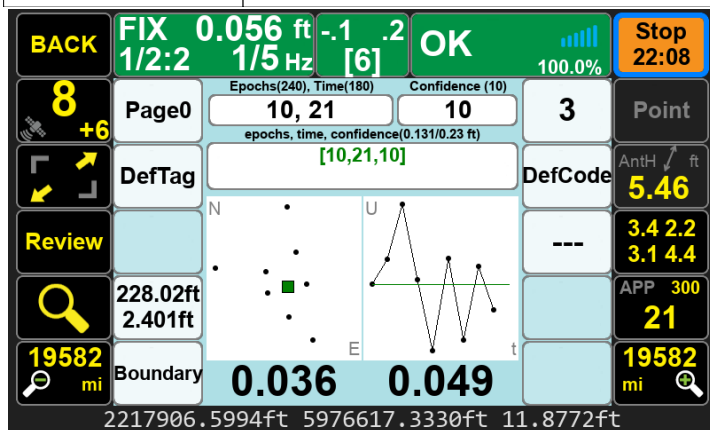 BACK
FIX 0.056 ft
1/2:2 1/5 Hz
-.1 .2
[6]
OK
100.0%
Stop
22:08
8
+6
Page0
Epochs(240), Time(180)
10, 21
Confidence (10)
10
3
Point
epochs, time, confidence(0.131/0.23 ft)
[10,21,10]
DefTag
DefCode
AntH ft
5.46
Review
N
U
---
3.4 2.2
3.1 4.4
228.02ft
2.401ft
APP 300
21
19582
mi
Boundary
E
t
0.036
0.049
19582
mi
2217906.5994ft 5976617.3330ft 11.8772ft